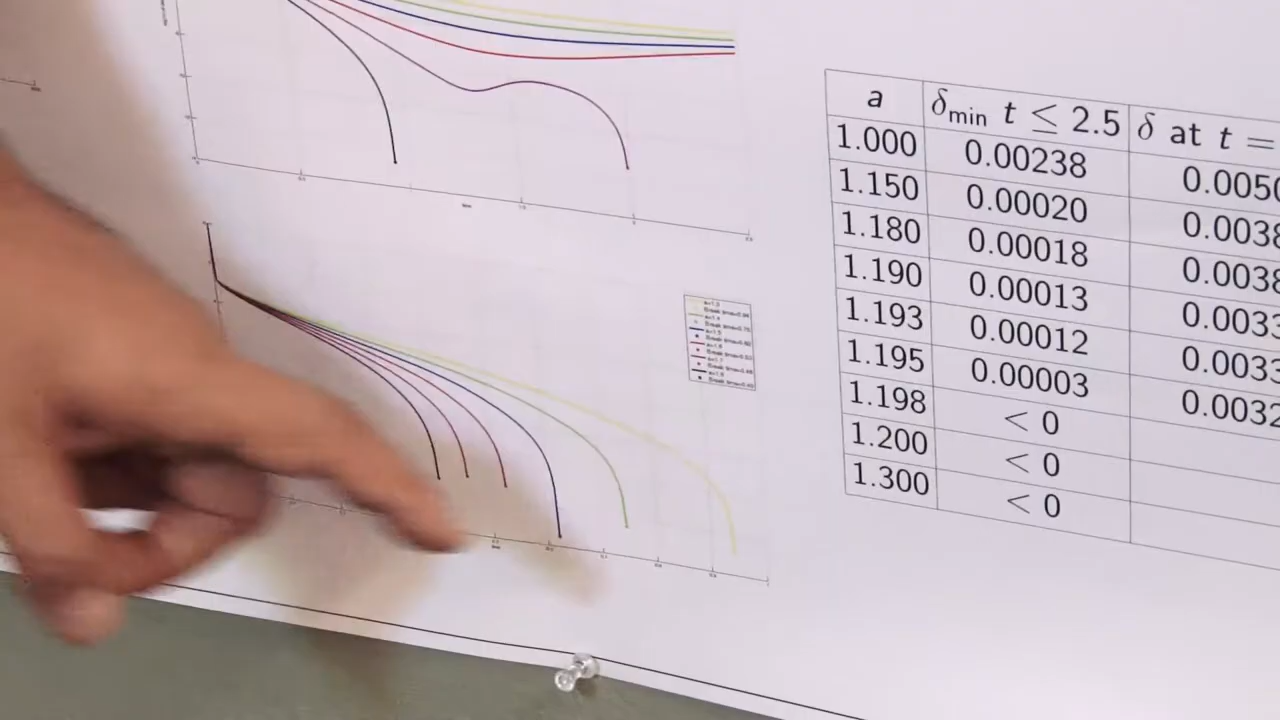 a δmin t ≤ 2.5 δ at t =
1.000 0.00238 0.0050
1.150 0.00020 0.0038
1.180 0.00018 0.0038
1.190 0.00013 0.0033
1.193 0.00012 0.0033
1.195 0.00003 0.0032
1.198 < 0
1.200 < 0
1.300 < 0